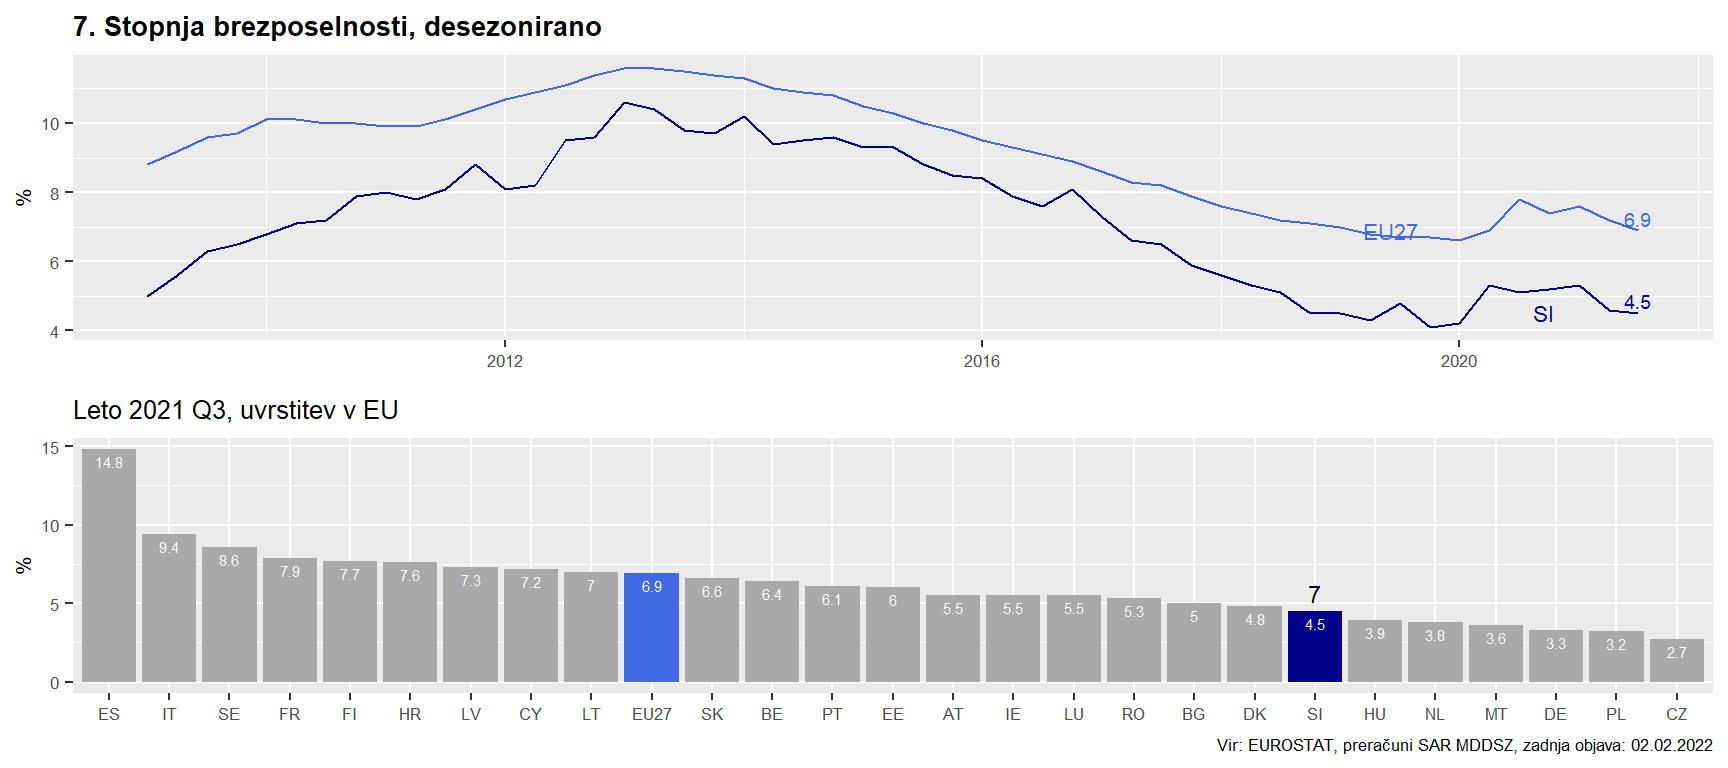 7. Stopnja brezposelnosti, desezonirano
%
10
8
6
4
EU27
6.9
SI
4.5
2012 2016 2020
Leto 2021 Q3, uvrstitev v EU
%
15
10
5
0
7
14.8 9.4 8.6 7.9 7.7 7.6 7.3 7.2 7 6.9 6.6 6.4 6.1 6 5.5 5.5 5.5 5.3 5 4.8 4.5 3.9 3.8 3.6 3.3 3.2 2.7
ES IT SE FR FI HR LV CY LT EU27 SK BE PT EE AT IE LU RO BG DK SI HU NL MT DE PL CZ
Vir: EUROSTAT, preračuni SAR MDDSZ, zadnja objava: 02.02.2022